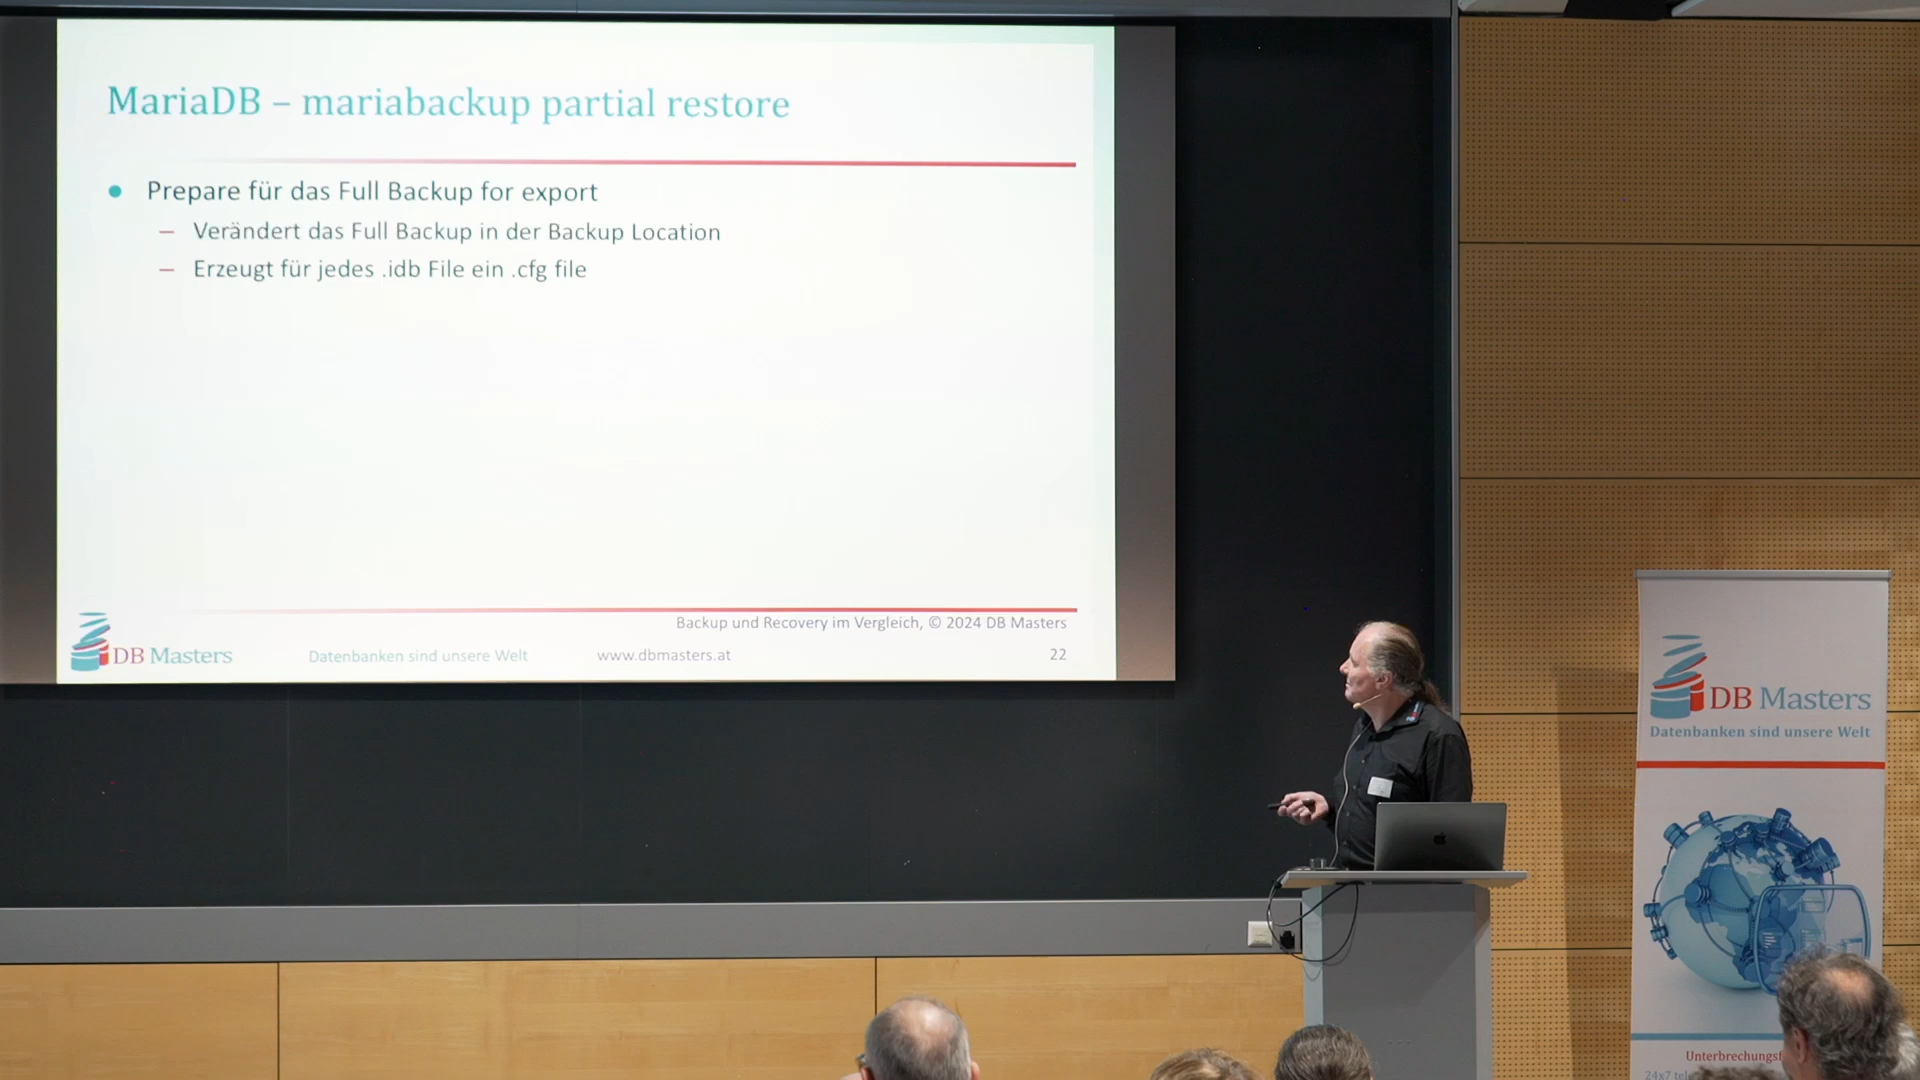 MariaDB – mariabackup partial restore
● Prepare für das Full Backup for export
– Verändert das Full Backup in der Backup Location
– Erzeugt für jedes .idb File ein .cfg file
Backup und Recovery im Vergleich, © 2024 DB Masters
DB Masters
Datenbanken sind unsere Welt
www.dbmasters.at
22
DB Masters
Datenbanken sind unsere Welt
24x7